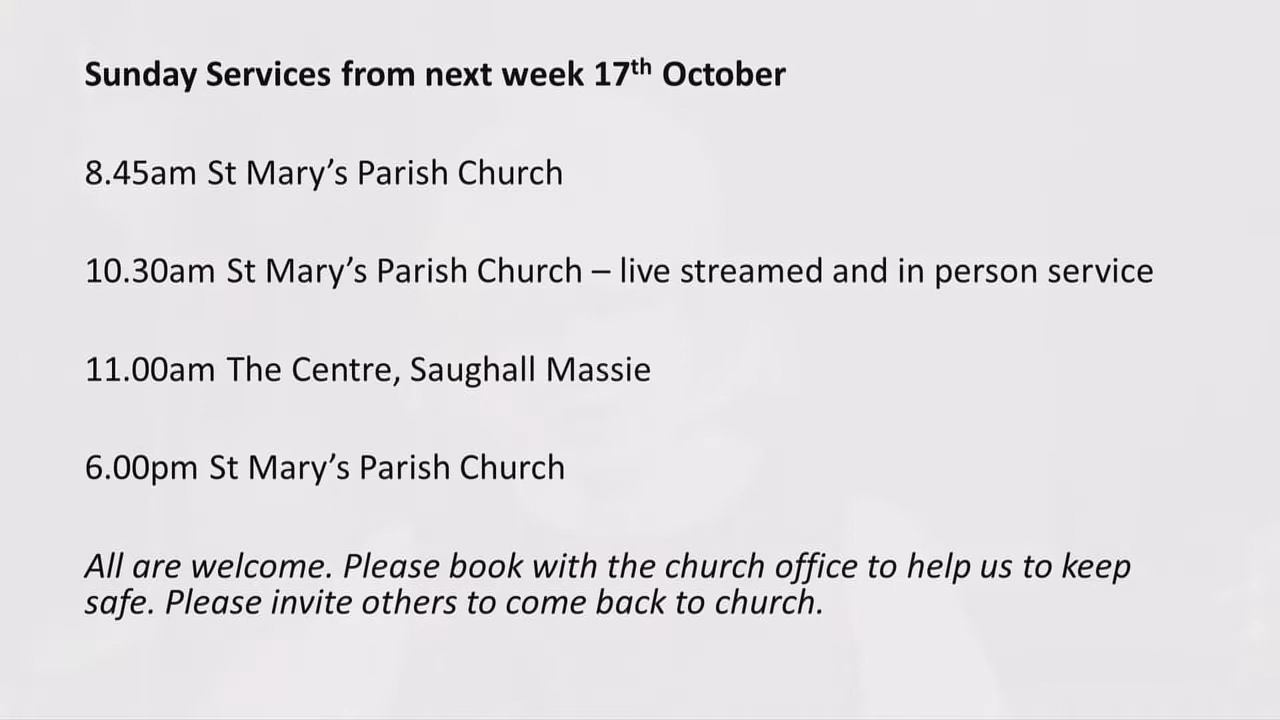 Sunday Services from next week 17th October
8.45am St Mary’s Parish Church
10.30am St Mary’s Parish Church – live streamed and in person service
11.00am The Centre, Saughall Massie
6.00pm St Mary’s Parish Church
All are welcome. Please book with the church office to help us to keep
safe. Please invite others to come back to church.